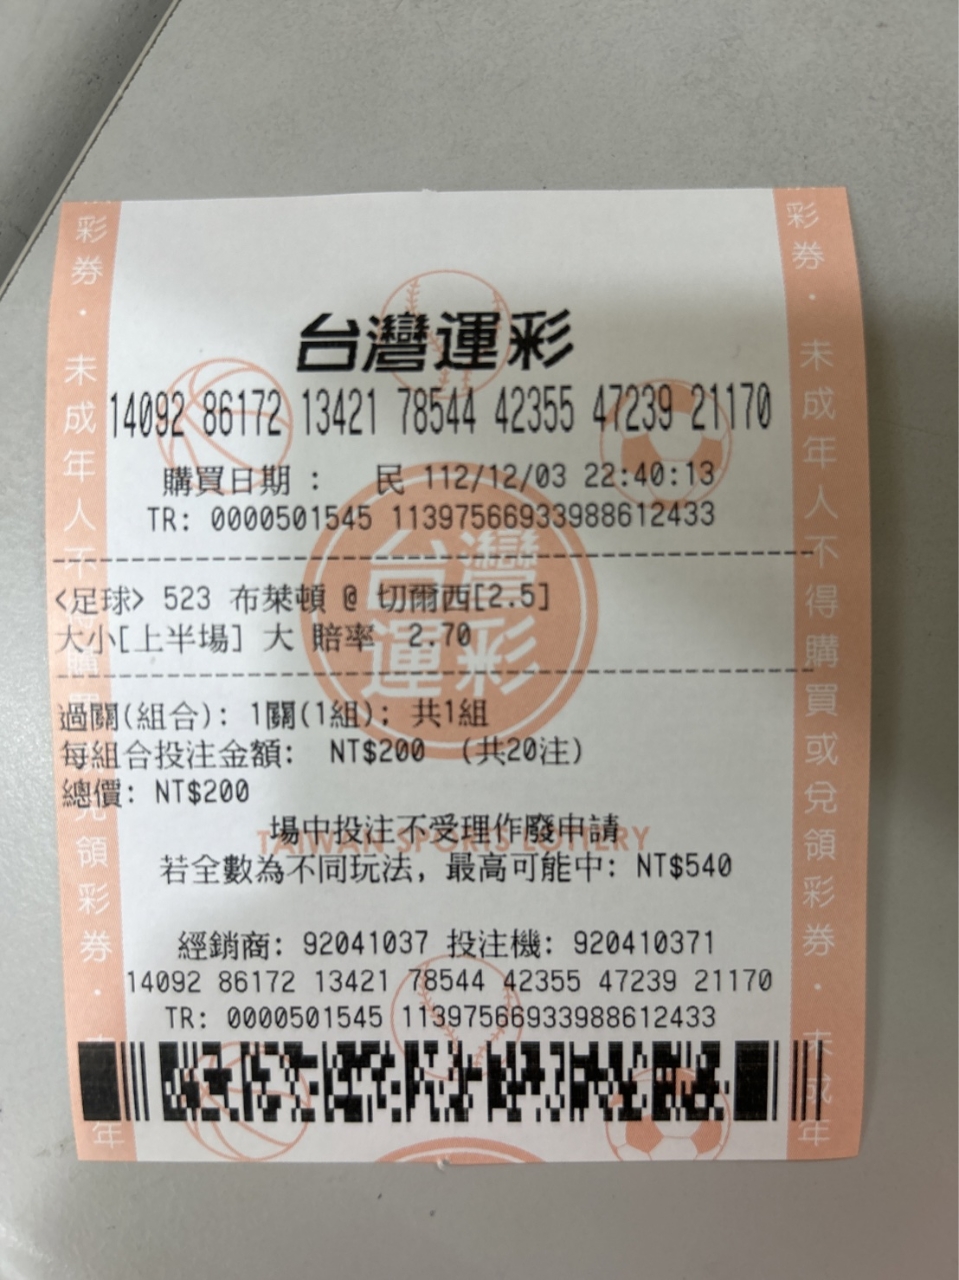 台灣運彩
14092 86172 13421 78544 42355 47239 21170
購買日期： 民 112/12/03 22:40:13
TR: 0000501545 11397566933988612433
<足球> 523 布萊頓 @ 切爾西[2.5]
大小[上半場] 大 賠率 2.70
過關(組合): 1關(1組); 共1組
每組合投注金額: NT$200 (共20注)
總價: NT$200
場中投注不受理作廢申請
TAIWAN SPORTS LOTTERY
若全數為不同玩法, 最高可能中: NT$540
經銷商: 92041037 投注機: 920410371
14092 86172 13421 78544 42355 47239 21170
TR: 0000501545 11397566933988612433
台灣運彩
彩券・未成年人不得購買或兌領彩券・未成年
彩券・未成年人不得購買或兌領彩券・未成年